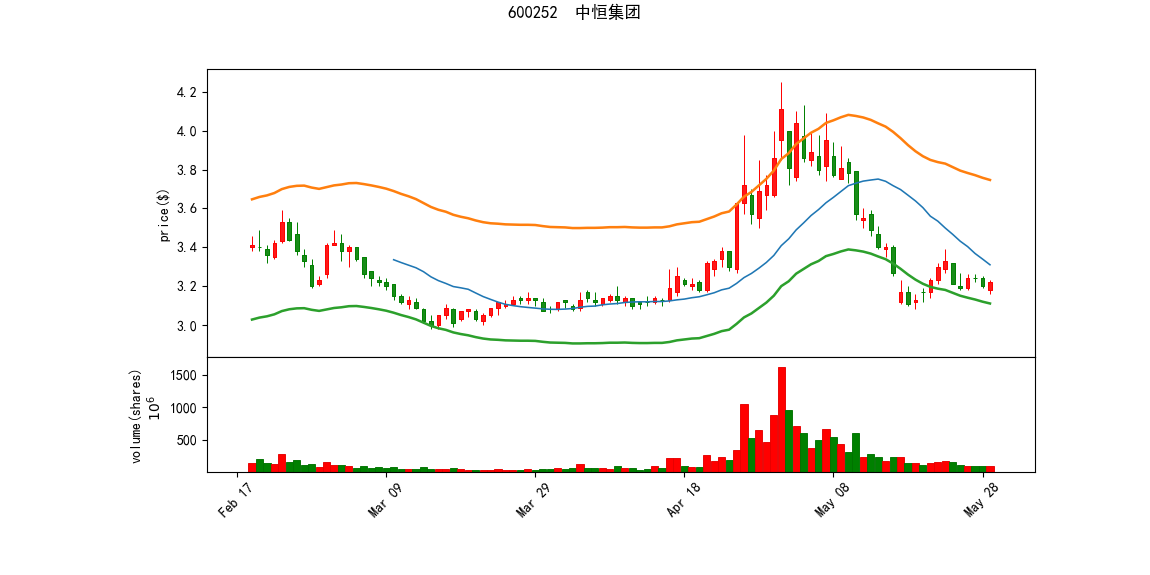 600252 中恒集团
price($)
4.2
4.0
3.8
3.6
3.4
3.2
3.0
volume(shares)
10^6
1500
1000
500
Feb 17
Mar 09
Mar 29
Apr 18
May 08
May 28